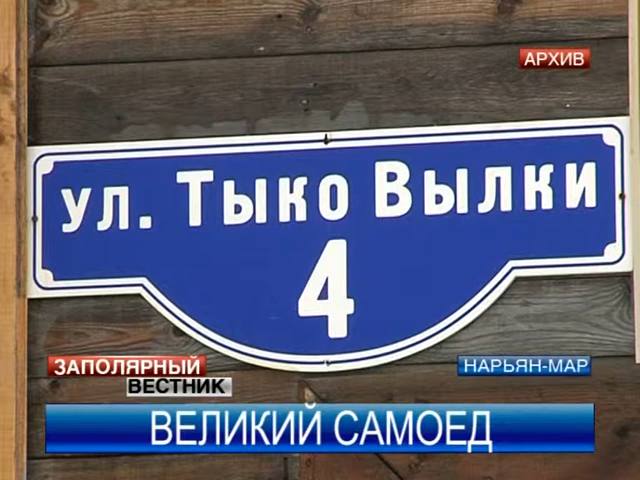 АРХИВ
УЛ. ТЫКО ВЫЛКИ
4
ЗАПОЛЯРНЫЙ
ВЕСТНИК
НАРЬЯН-МАР
ВЕЛИКИЙ САМОЕД